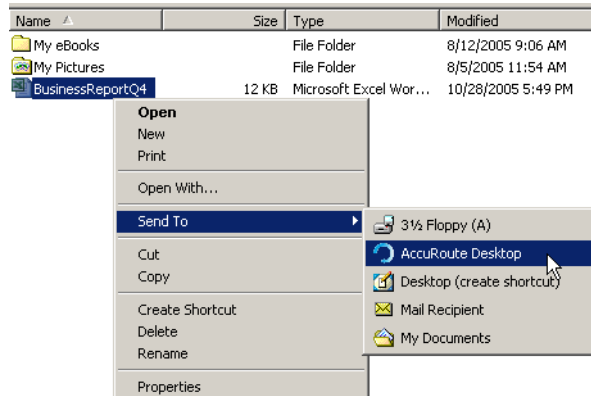 Name Size Type Modified
My eBooks File Folder 8/12/2005 9:06 AM
My Pictures File Folder 8/5/2005 11:54 AM
BusinessReportQ4 12 KB Microsoft Excel Wor... 10/28/2005 5:49 PM
Open
New
Print
Open With...
Send To
Cut
Copy
Create Shortcut
Delete
Rename
Properties
3½ Floppy (A)
AccuRoute Desktop
Desktop (create shortcut)
Mail Recipient
My Documents